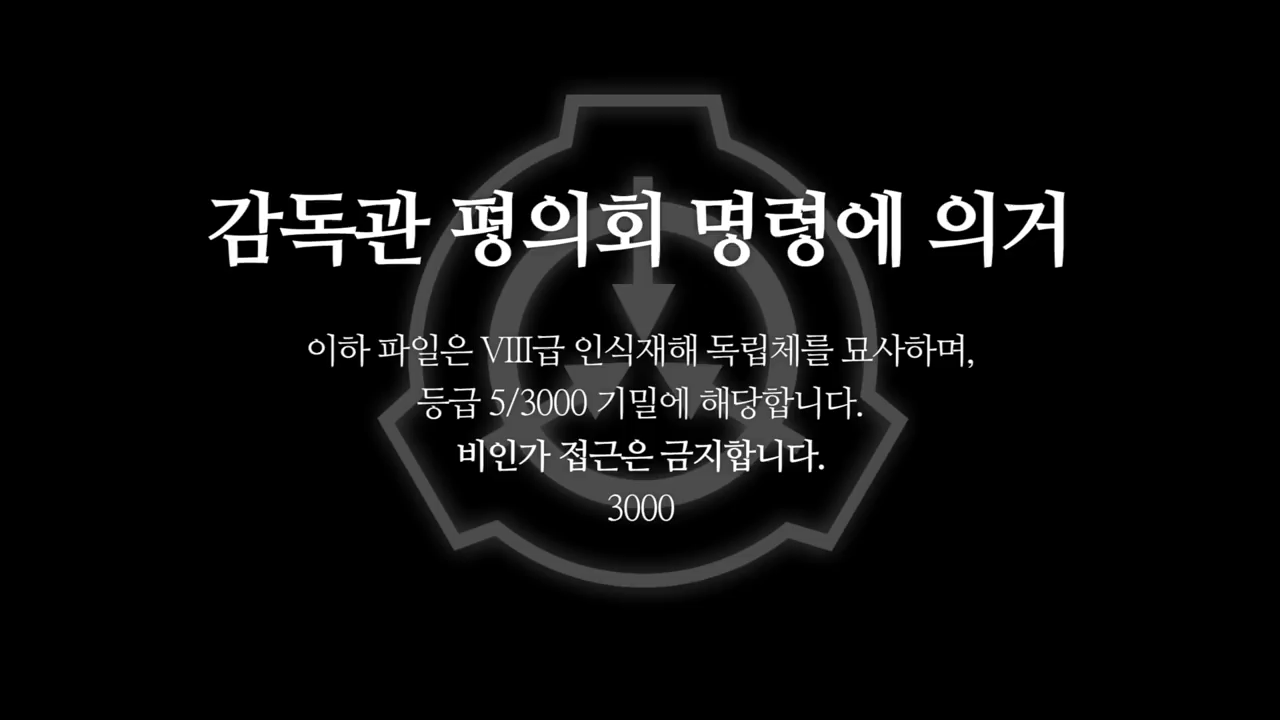 감독관 평의회 명령에 의거
이하 파일은 VIII급 인식재해 독립체를 묘사하며,
등급 5/3000 기밀에 해당합니다.
비인가 접근은 금지합니다.
3000